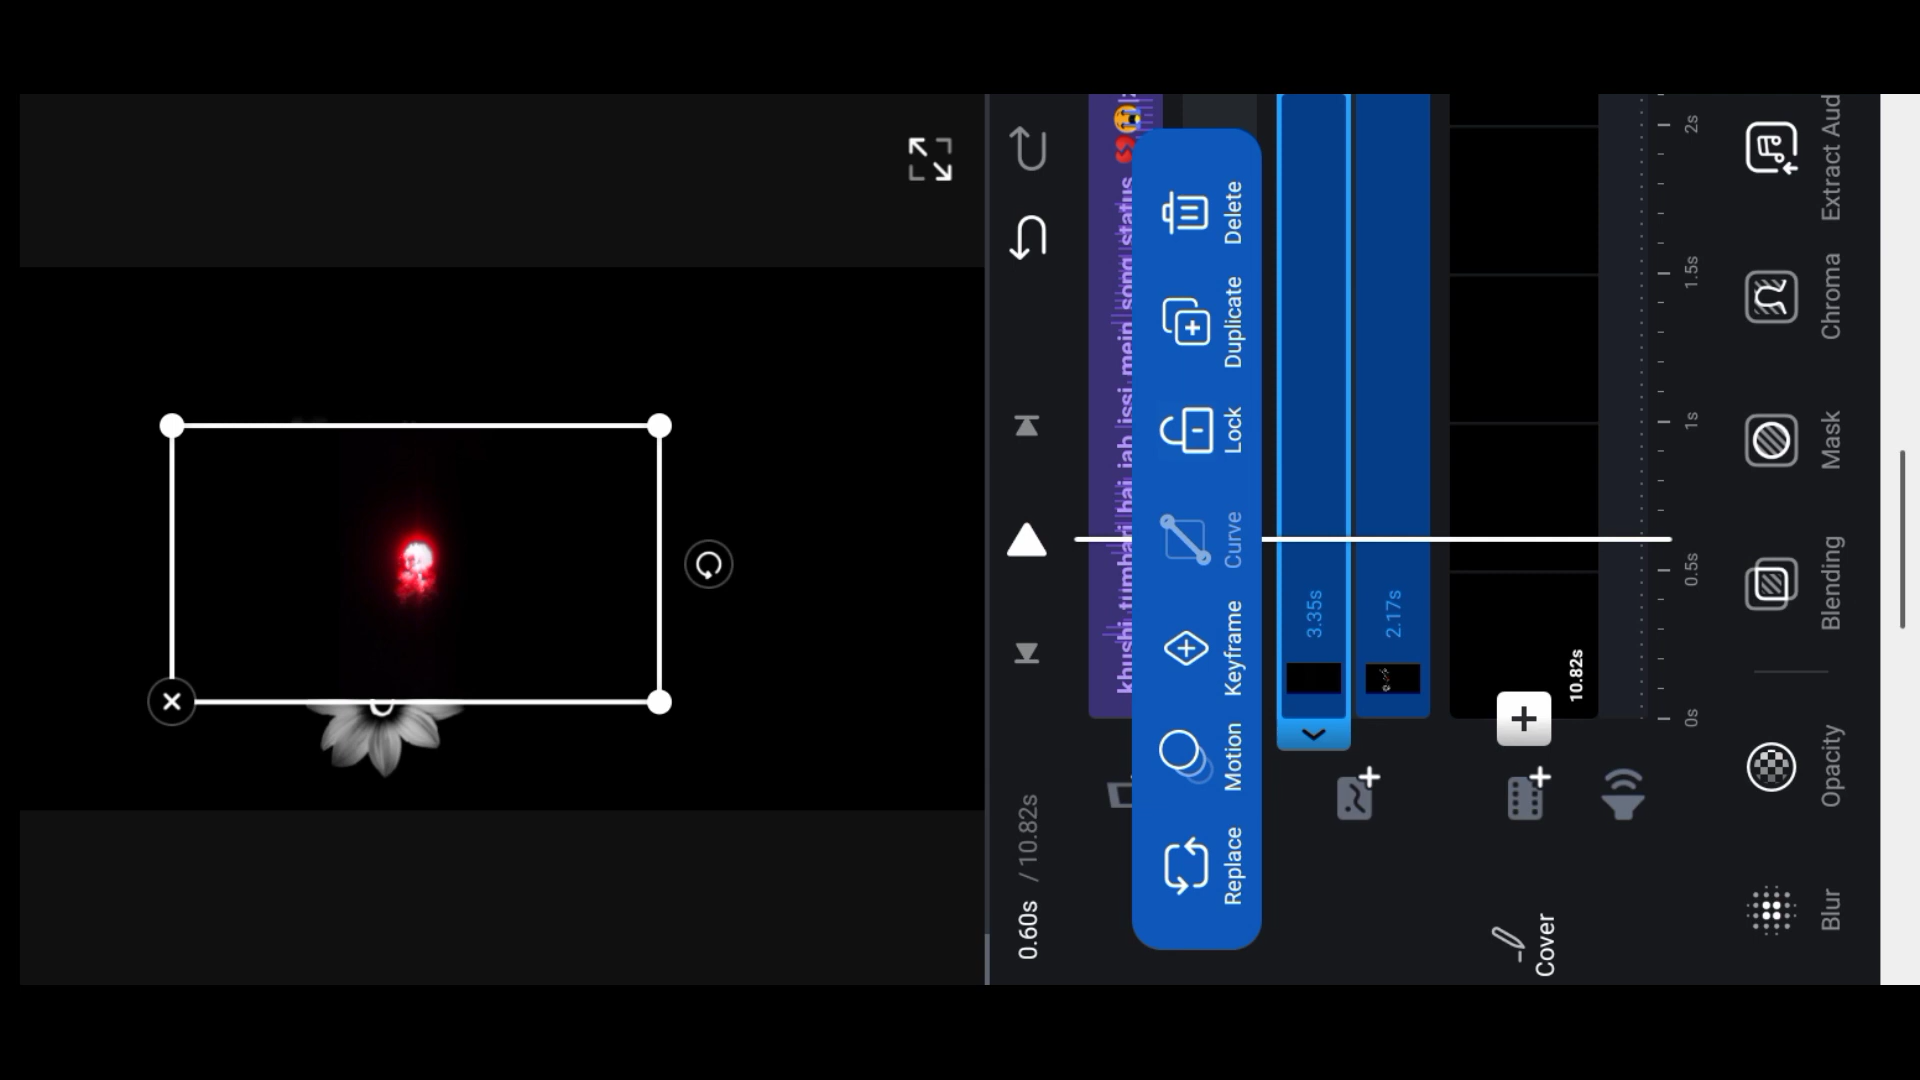 0.60s / 10.82s
khushi tumhari hai jab issi mein song status
Replace
Motion
Keyframe
Curve
Lock
Duplicate
Delete
3.35s
2.17s
Cover
10.82s
0s
0.5s
1s
1.5s
2s
Blur
Opacity
Blending
Mask
Chroma
Extract Aud